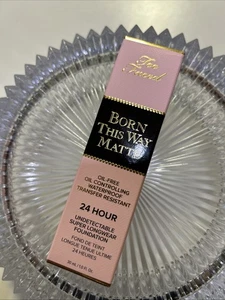 Too
Faced
BORN
THIS WAY
MATTE
OIL-FREE
OIL CONTROLLING
WATERPROOF
TRANSFER RESISTANT
24 HOUR
UNDETECTABLE
SUPER LONGWEAR
FOUNDATION
FOND DE TEINT
LONGUE TENUE ULTIME
24 HEURES